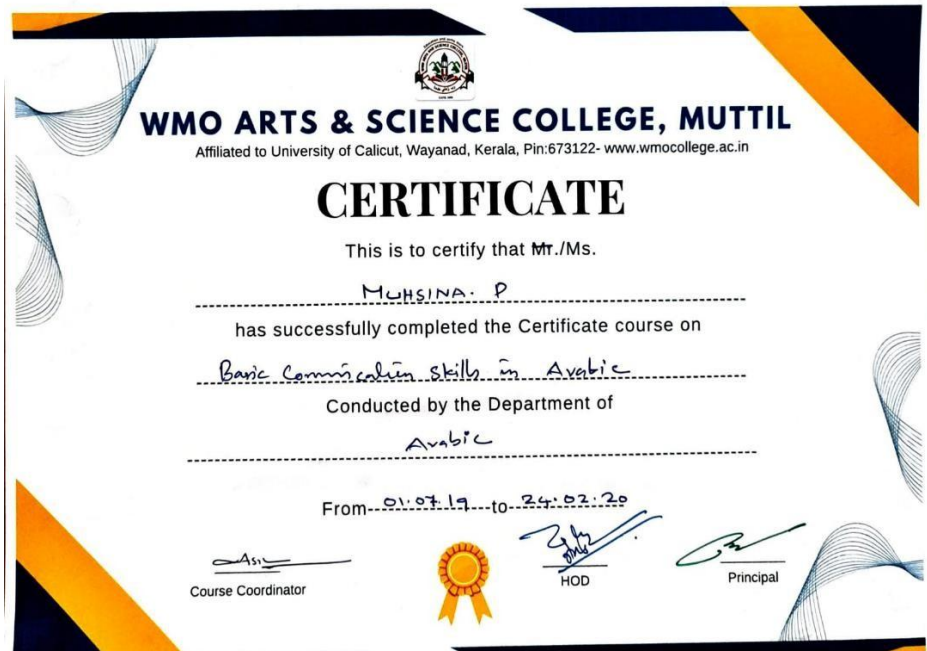 WMO ARTS & SCIENCE COLLEGE, MUTTIL
Affiliated to University of Calicut, Wayanad, Kerala, Pin:673122- www.wmocollege.ac.in
CERTIFICATE
This is to certify that Mr./Ms.
MUHSINA. P
has successfully completed the Certificate course on
Basic Commication skills in Arabic
Conducted by the Department of
Arabic
From 01.07.19 to 24.02.20
Course Coordinator
HOD
Principal